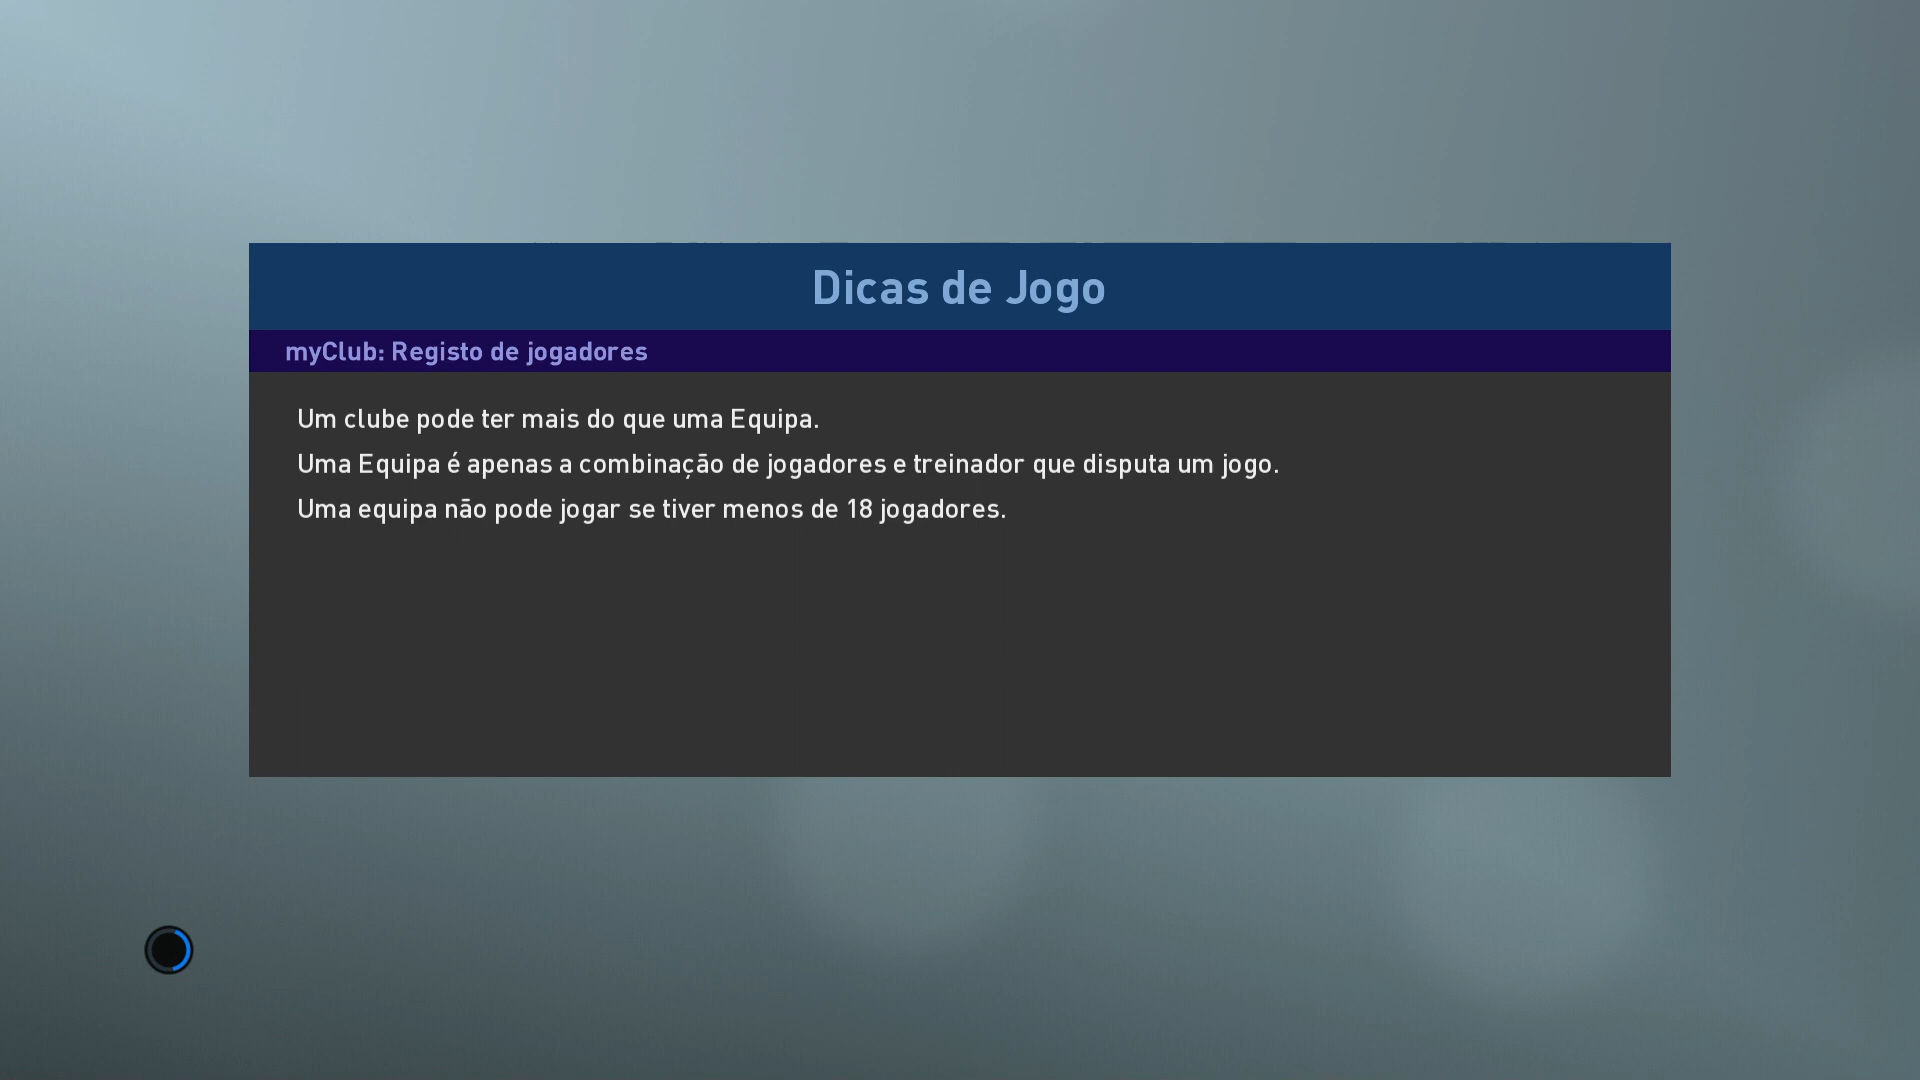 Dicas de Jogo
myClub: Registo de jogadores
Um clube pode ter mais do que uma Equipa.
Uma Equipa é apenas a combinação de jogadores e treinador que disputa um jogo.
Uma equipa não pode jogar se tiver menos de 18 jogadores.